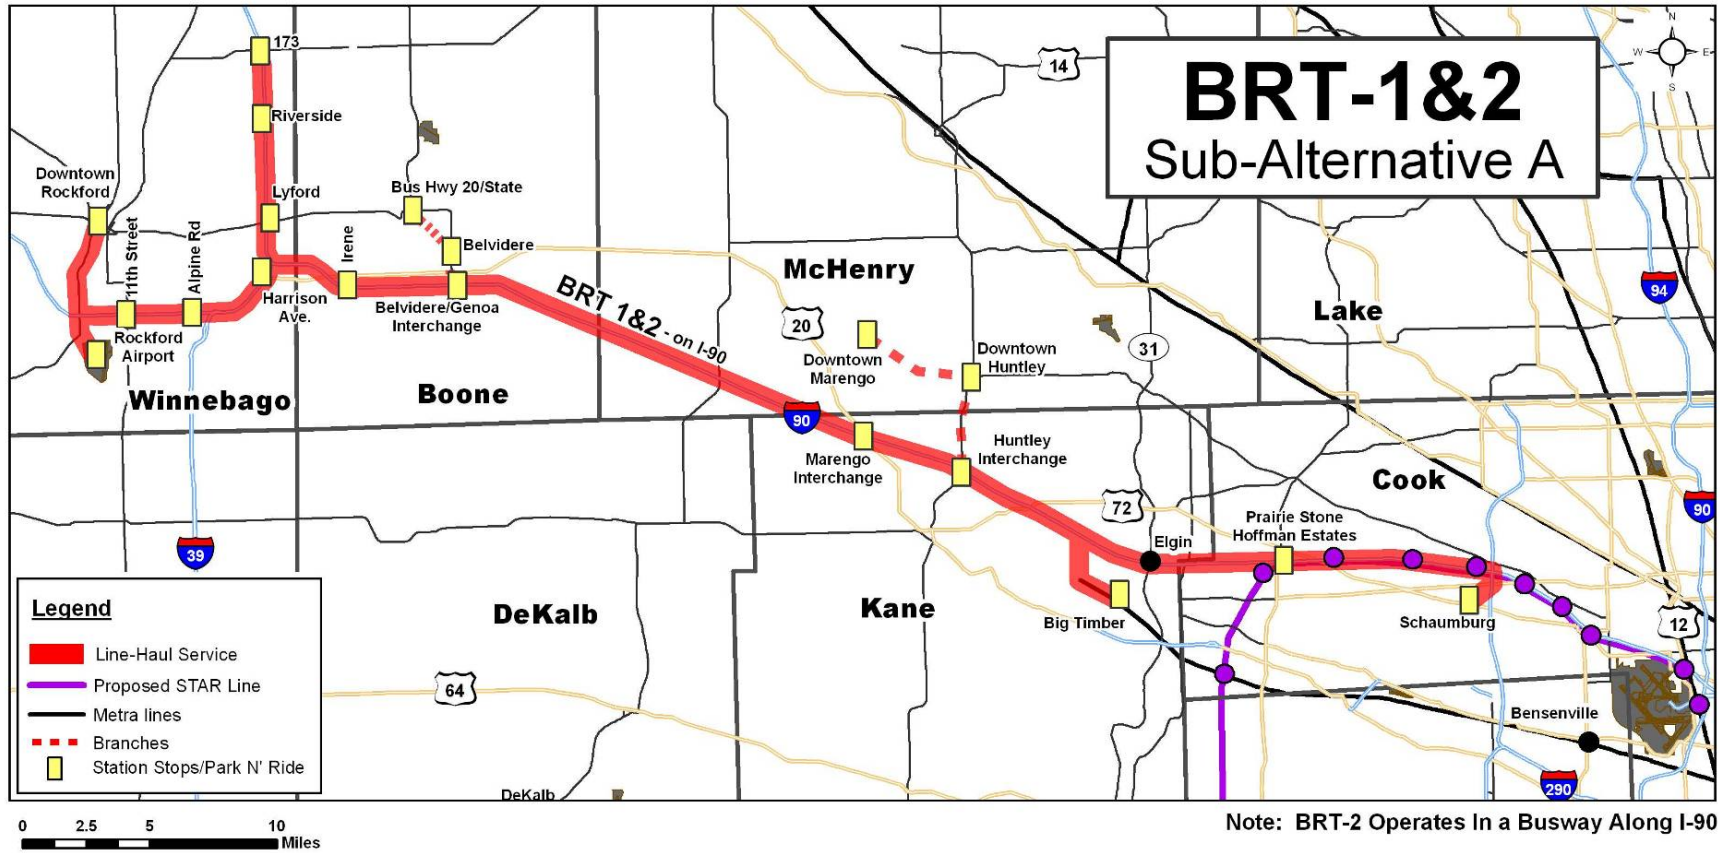 BRT-1&2
Sub-Alternative A
N
W
E
S
173
Riverside
Downtown
Rockford
Lyford
Bus Hwy 20/State
11th Street
Alpine Rd
Irene
Belvidere
Harrison
Ave.
Belvidere/Genoa
Interchange
Rockford
Airport
Winnebago
Boone
BRT 1&2 - on I-90
McHenry
Lake
14
20
31
94
Downtown
Marengo
Downtown
Huntley
90
Marengo
Interchange
Huntley
Interchange
Cook
72
90
Prairie Stone
Hoffman Estates
Elgin
39
DeKalb
Kane
Big Timber
Schaumburg
12
64
Bensenville
290
DeKalb
Legend
Line-Haul Service
Proposed STAR Line
Metra lines
Branches
Station Stops/Park N' Ride
0 2.5 5 10
Miles
Note: BRT-2 Operates In a Busway Along I-90